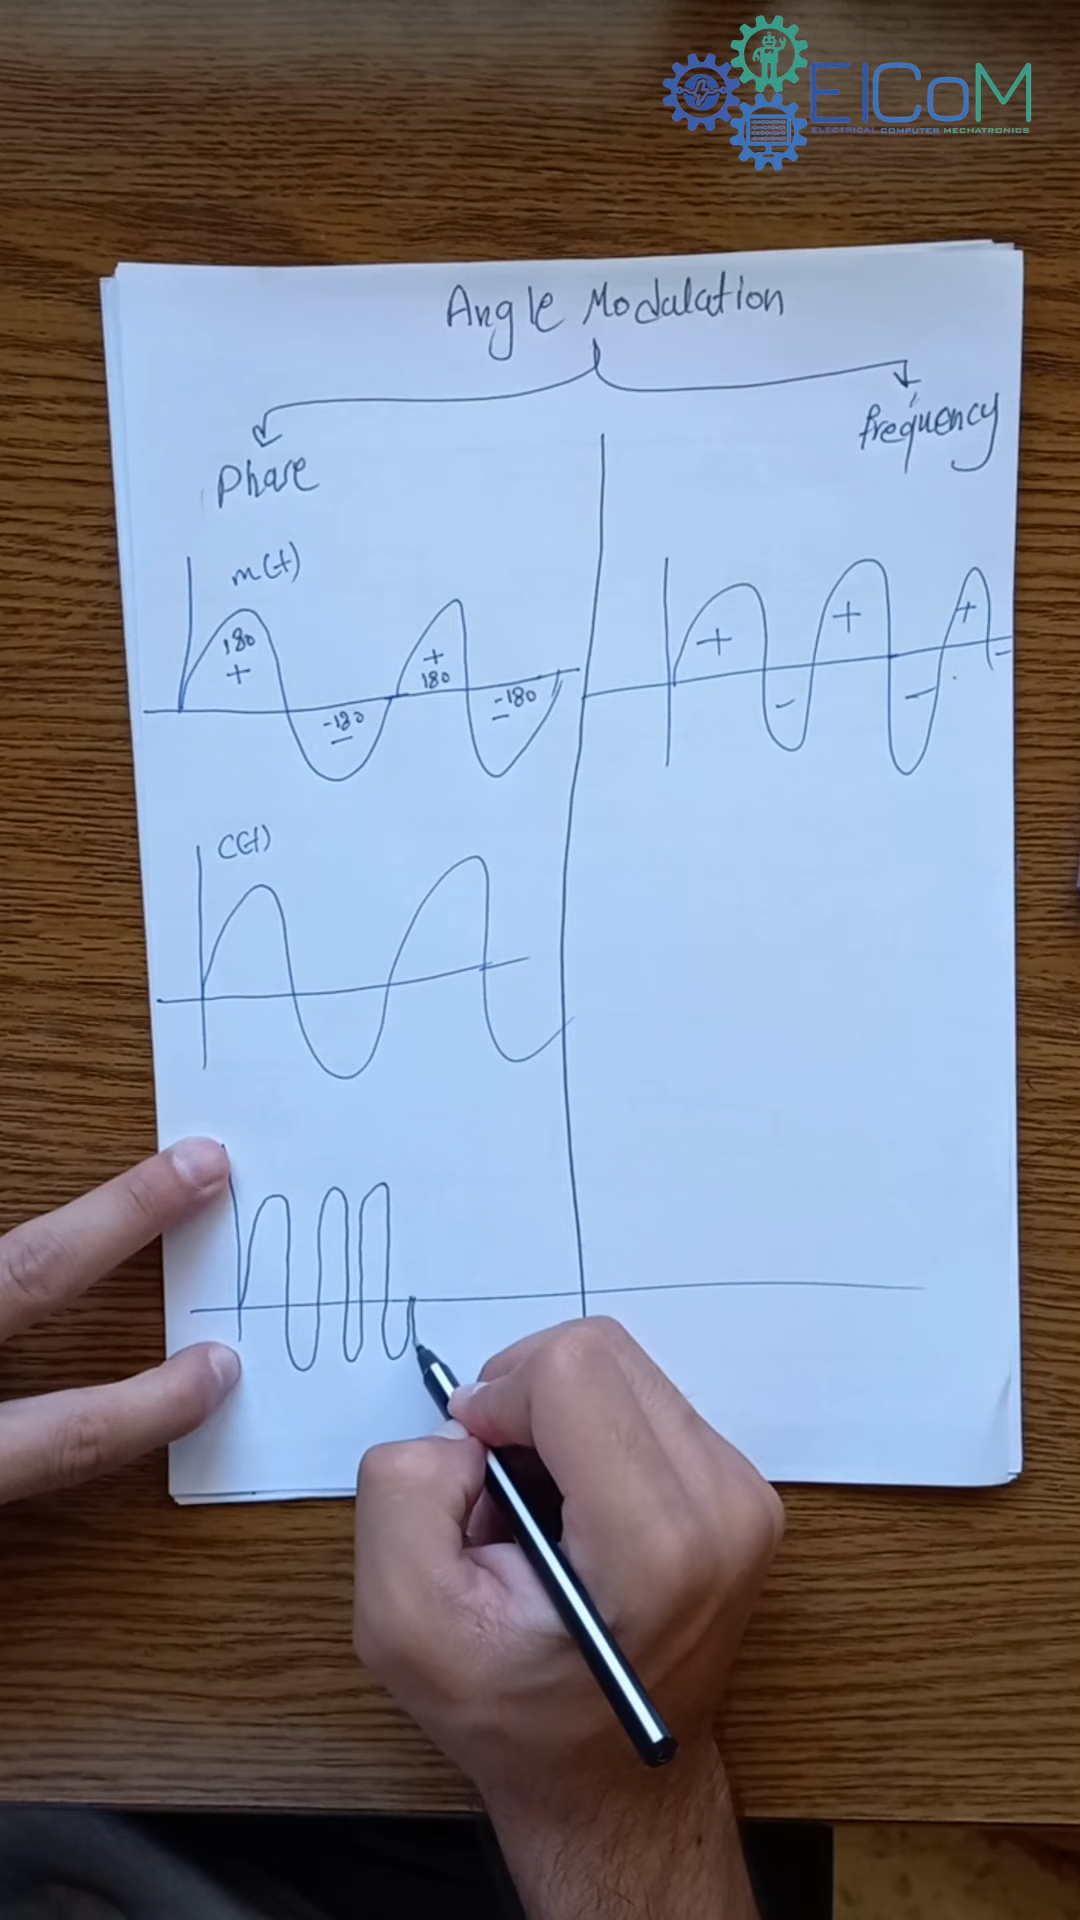 EICoM
ELECTRICAL COMPUTER MECHATRONICS
Angle Modulation
Phase
frequency
m(t)
180
+
-180
+
180
-180
+
-
+
-
+
-
C(t)